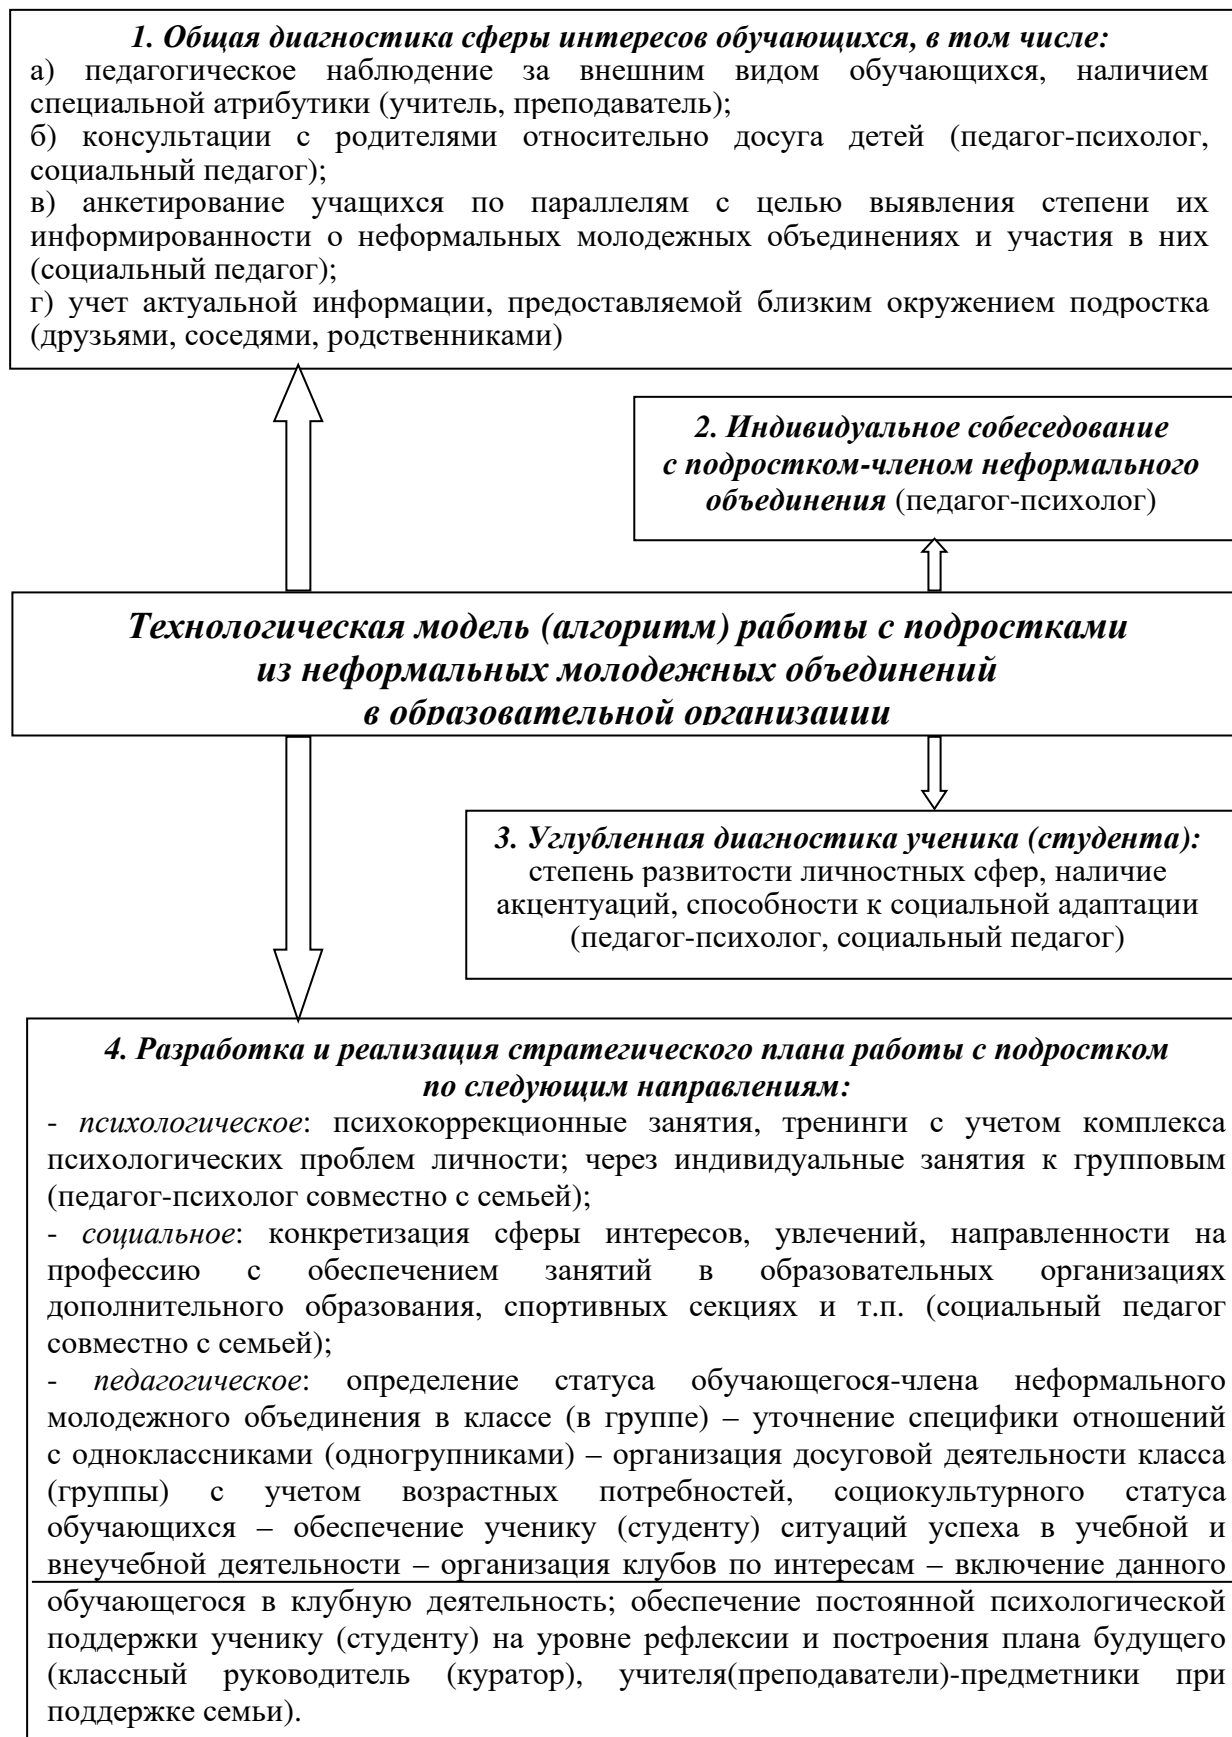 1. Общая диагностика сферы интересов обучающихся, в том числе:
а) педагогическое наблюдение за внешним видом обучающихся, наличием
специальной атрибутики (учитель, преподаватель);
б) консультации с родителями относительно досуга детей (педагог-психолог,
социальный педагог);
в) анкетирование учащихся по параллелям с целью выявления степени их
информированности о неформальных молодежных объединениях и участия в них
(социальный педагог);
г) учет актуальной информации, предоставляемой близким окружением подростка
(друзьями, соседями, родственниками)
2. Индивидуальное собеседование
с подростком-членом неформального
объединения (педагог-психолог)
Технологическая модель (алгоритм) работы с подростками
из неформальных молодежных объединений
в образовательной организации
3. Углубленная диагностика ученика (студента):
степень развитости личностных сфер, наличие
акцентуаций, способности к социальной адаптации
(педагог-психолог, социальный педагог)
4. Разработка и реализация стратегического плана работы с подростком
по следующим направлениям:
- психологическое: психокоррекционные занятия, тренинги с учетом комплекса
психологических проблем личности; через индивидуальные занятия к групповым
(педагог-психолог совместно с семьей);
- социальное: конкретизация сферы интересов, увлечений, направленности на
профессию с обеспечением занятий в образовательных организациях
дополнительного образования, спортивных секциях и т.п. (социальный педагог
совместно с семьей);
- педагогическое: определение статуса обучающегося-члена неформального
молодежного объединения в классе (в группе) – уточнение специфики отношений
с одноклассниками (одногрупниками) – организация досуговой деятельности класса
(группы) с учетом возрастных потребностей, социокультурного статуса
обучающихся – обеспечение ученику (студенту) ситуаций успеха в учебной и
внеучебной деятельности – организация клубов по интересам – включение данного
обучающегося в клубную деятельность; обеспечение постоянной психологической
поддержки ученику (студенту) на уровне рефлексии и построения плана будущего
(классный руководитель (куратор), учителя(преподаватели)-предметники при
поддержке семьи).